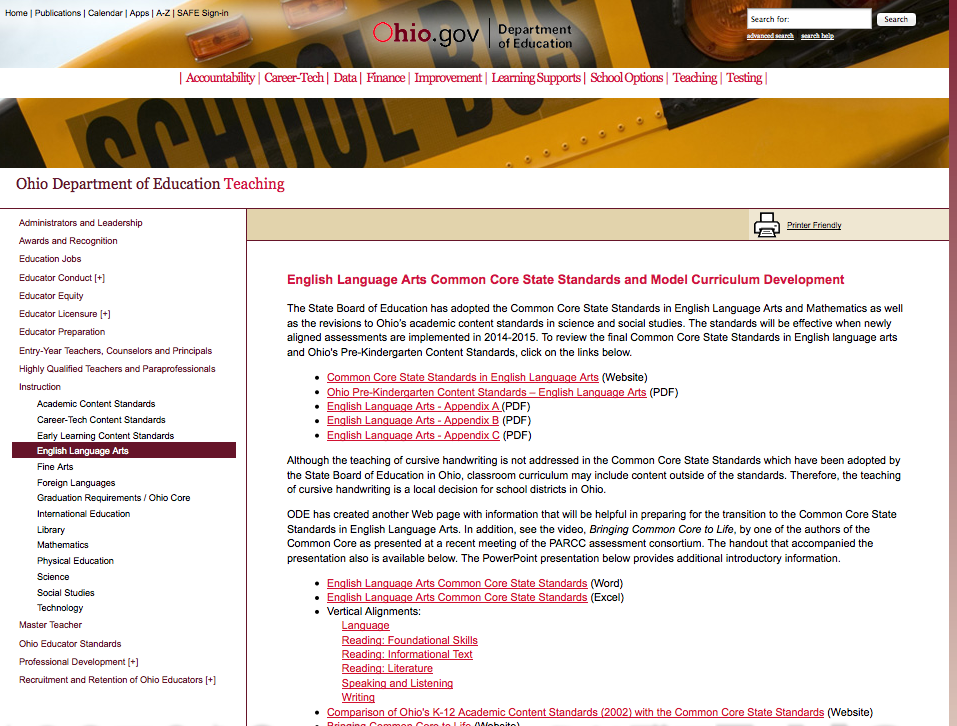 Home | Publications | Calendar | Apps | A-Z | SAFE Sign-in
Ohio.gov | Department of Education
Search for:
Search
advanced search
search help
| Accountability | Career-Tech | Data | Finance | Improvement | Learning Supports | School Options | Teaching | Testing |
SCHOOL BUS
Ohio Department of Education Teaching
Administrators and Leadership
Awards and Recognition
Education Jobs
Educator Conduct [+]
Educator Equity
Educator Licensure [+]
Educator Preparation
Entry-Year Teachers, Counselors and Principals
Highly Qualified Teachers and Paraprofessionals
Instruction
Academic Content Standards
Career-Tech Content Standards
Early Learning Content Standards
English Language Arts
Fine Arts
Foreign Languages
Graduation Requirements / Ohio Core
International Education
Library
Mathematics
Physical Education
Science
Social Studies
Technology
Master Teacher
Ohio Educator Standards
Professional Development [+]
Recruitment and Retention of Ohio Educators [+]
Printer Friendly
English Language Arts Common Core State Standards and Model Curriculum Development
The State Board of Education has adopted the Common Core State Standards in English Language Arts and Mathematics as well
as the revisions to Ohio's academic content standards in science and social studies. The standards will be effective when newly
aligned assessments are implemented in 2014-2015. To review the final Common Core State Standards in English language arts
and Ohio's Pre-Kindergarten Content Standards, click on the links below.
• Common Core State Standards in English Language Arts (Website)
• Ohio Pre-Kindergarten Content Standards – English Language Arts (PDF)
• English Language Arts - Appendix A (PDF)
• English Language Arts - Appendix B (PDF)
• English Language Arts - Appendix C (PDF)
Although the teaching of cursive handwriting is not addressed in the Common Core State Standards which have been adopted by
the State Board of Education in Ohio, classroom curriculum may include content outside of the standards. Therefore, the teaching
of cursive handwriting is a local decision for school districts in Ohio.
ODE has created another Web page with information that will be helpful in preparing for the transition to the Common Core State
Standards in English Language Arts. In addition, see the video, Bringing Common Core to Life, by one of the authors of the
Common Core as presented at a recent meeting of the PARCC assessment consortium. The handout that accompanied the
presentation also is available below. The PowerPoint presentation below provides additional introductory information.
• English Language Arts Common Core State Standards (Word)
• English Language Arts Common Core State Standards (Excel)
• Vertical Alignments:
Language
Reading: Foundational Skills
Reading: Informational Text
Reading: Literature
Speaking and Listening
Writing
• Comparison of Ohio's K-12 Academic Content Standards (2002) with the Common Core State Standards (Website)
• Bringing Common Core to Life (Website)